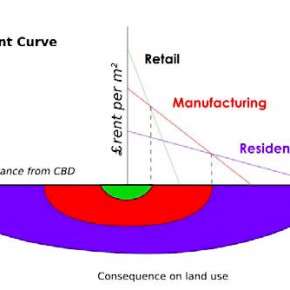 nt Curve
Retail
£rent per m²
Manufacturing
Residen
ance from CBD
Consequence on land use